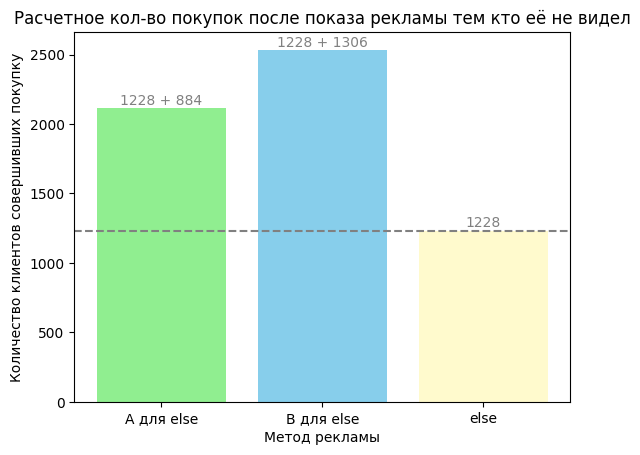 Расчетное кол-во покупок после показа рекламы тем кто её не видел
Количество клиентов совершивших покупку
2500
2000
1500
1000
500
0
1228 + 884
1228 + 1306
1228
А для else
В для else
else
Метод рекламы